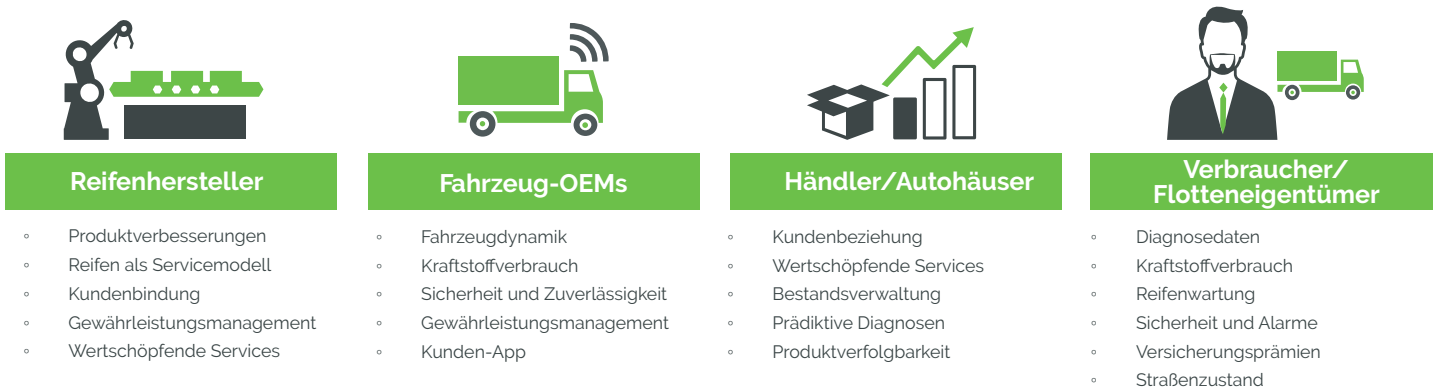 Reifenhersteller
Produktverbesserungen
Reifen als Servicemodell
Kundenbindung
Gewährleistungsmanagement
Wertschöpfende Services
Fahrzeug-OEMs
Fahrzeugdynamik
Kraftstoffverbrauch
Sicherheit und Zuverlässigkeit
Gewährleistungsmanagement
Kunden-App
Händler/Autohäuser
Kundenbeziehung
Wertschöpfende Services
Bestandsverwaltung
Prädiktive Diagnosen
Produktverfolgbarkeit
Verbraucher/
Flotteneigentümer
Diagnosedaten
Kraftstoffverbrauch
Reifenwartung
Sicherheit und Alarme
Versicherungsprämien
Straßenzustand